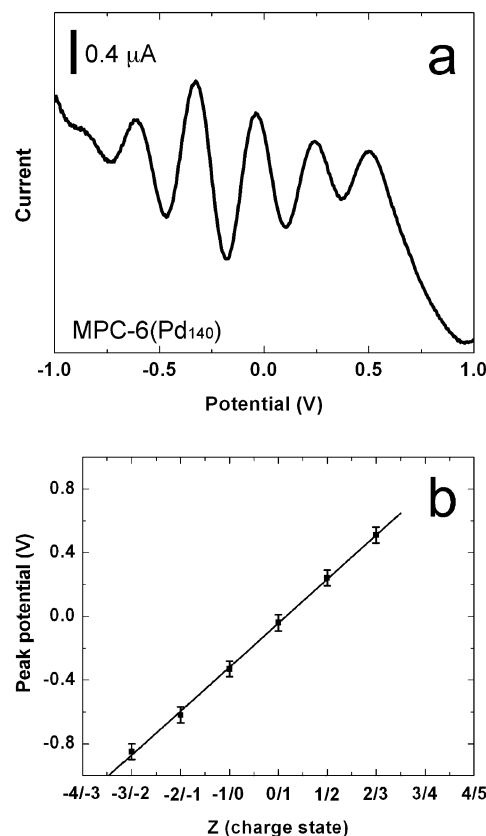 0.4 μA
a
Current
MPC-6(Pd140)
-1.0 -0.5 0.0 0.5 1.0
Potential (V)
b
Peak potential (V)
0.8
0.4
0.0
-0.4
-0.8
-4/-3 -3/-2 -2/-1 -1/0 0/1 1/2 2/3 3/4 4/5
Z (charge state)